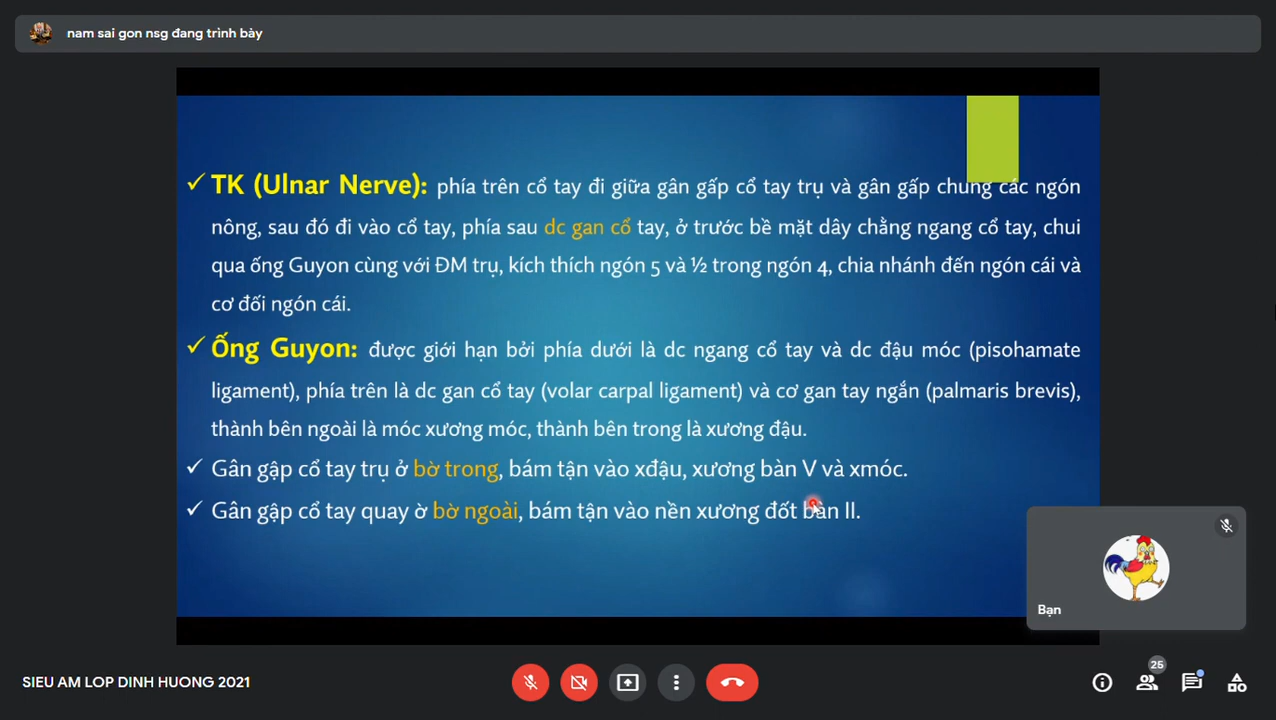 nam sai gon nsg đang trình bày
✓ TK (Ulnar Nerve): phía trên cổ tay đi giữa gân gấp cổ tay trụ và gân gấp chung các ngón
nông, sau đó đi vào cổ tay, phía sau dc gan cổ tay, ở trước bề mặt dây chằng ngang cổ tay, chui
qua ống Guyon cùng với ĐM trụ, kích thích ngón 5 và ½ trong ngón 4, chia nhánh đến ngón cái và
cơ đối ngón cái.
✓ Ống Guyon: được giới hạn bởi phía dưới là dc ngang cổ tay và dc đậu móc (pisohamate
ligament), phía trên là dc gan cổ tay (volar carpal ligament) và cơ gan tay ngắn (palmaris brevis),
thành bên ngoài là móc xương móc, thành bên trong là xương đậu.
✓ Gân gập cổ tay trụ ở bờ trong, bám tận vào xđậu, xương bàn V và xmóc.
✓ Gân gập cổ tay quay ờ bờ ngoài, bám tận vào nền xương đốt bàn II.
Bạn
SIEU AM LOP DINH HUONG 2021
25